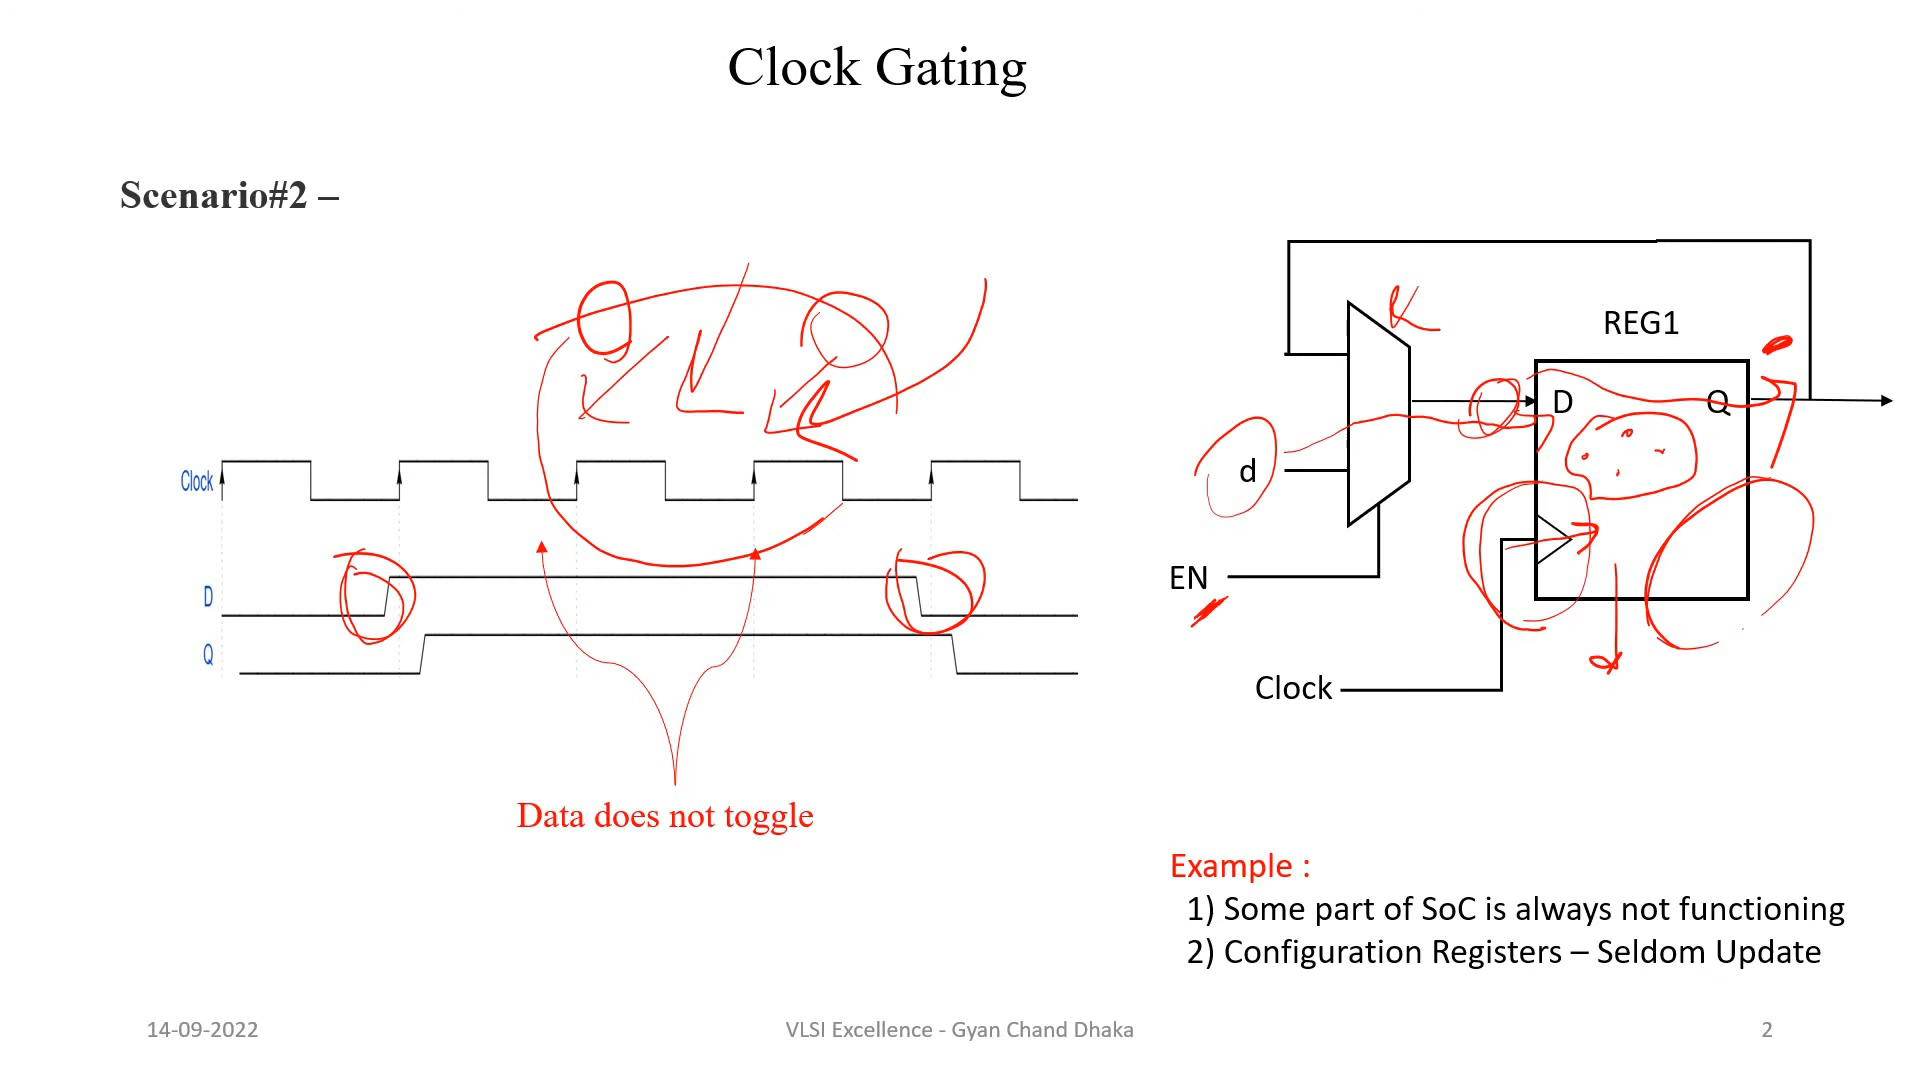 Clock Gating
Scenario#2 –
REG1
D
Q
d
EN
Clock
Clock
D
Q
Data does not toggle
Example :
1) Some part of SoC is always not functioning
2) Configuration Registers – Seldom Update
14-09-2022
VLSI Excellence - Gyan Chand Dhaka
2